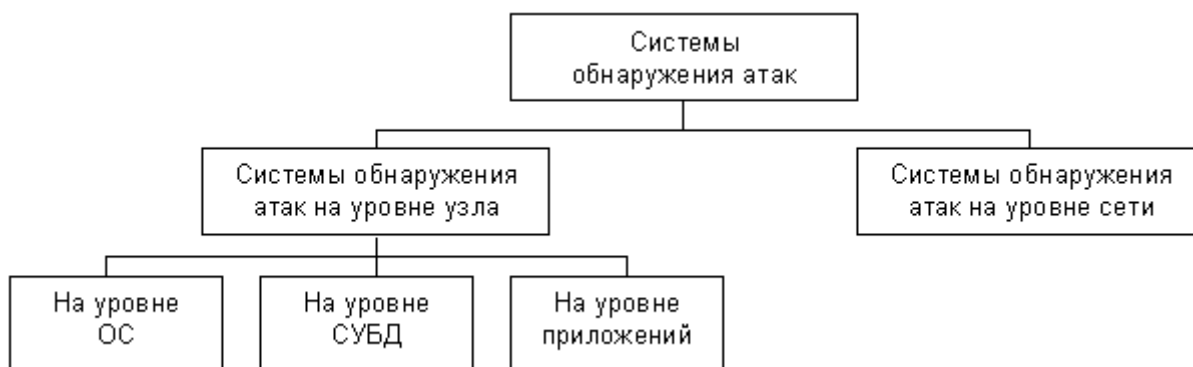 Системы
обнаружения атак
Системы обнаружения
атак на уровне узла
Системы обнаружения
атак на уровне сети
На уровне
ОС
На уровне
СУБД
На уровне
приложений